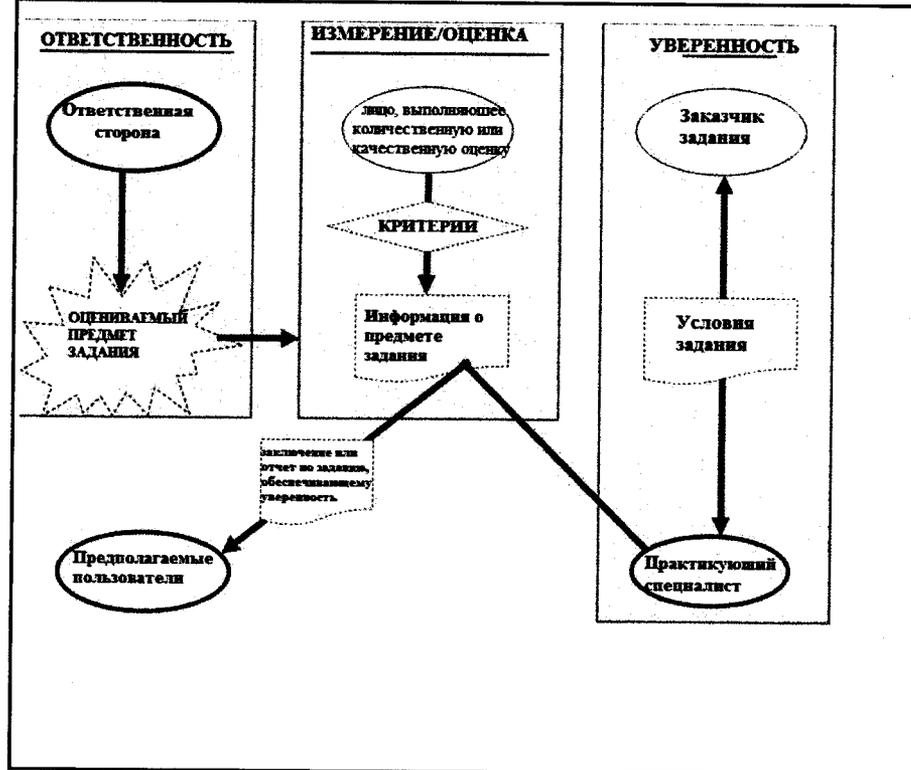 ОТВЕТСТВЕННОСТЬ
Ответственная
сторона
ОЦЕНИВАЕМЫЙ
ПРЕДМЕТ
ЗАДАНИЯ
ИЗМЕРЕНИЕ/ОЦЕНКА
лицо, выполняющее
количественную или
качественную оценку
КРИТЕРИИ
Информация о
предмете
задания
УВЕРЕННОСТЬ
Заказчик
задания
Условия
задания
заключение или
отчет по заданию,
обеспечивающему
уверенность
Предполагаемые
пользователи
Практикующий
специалист